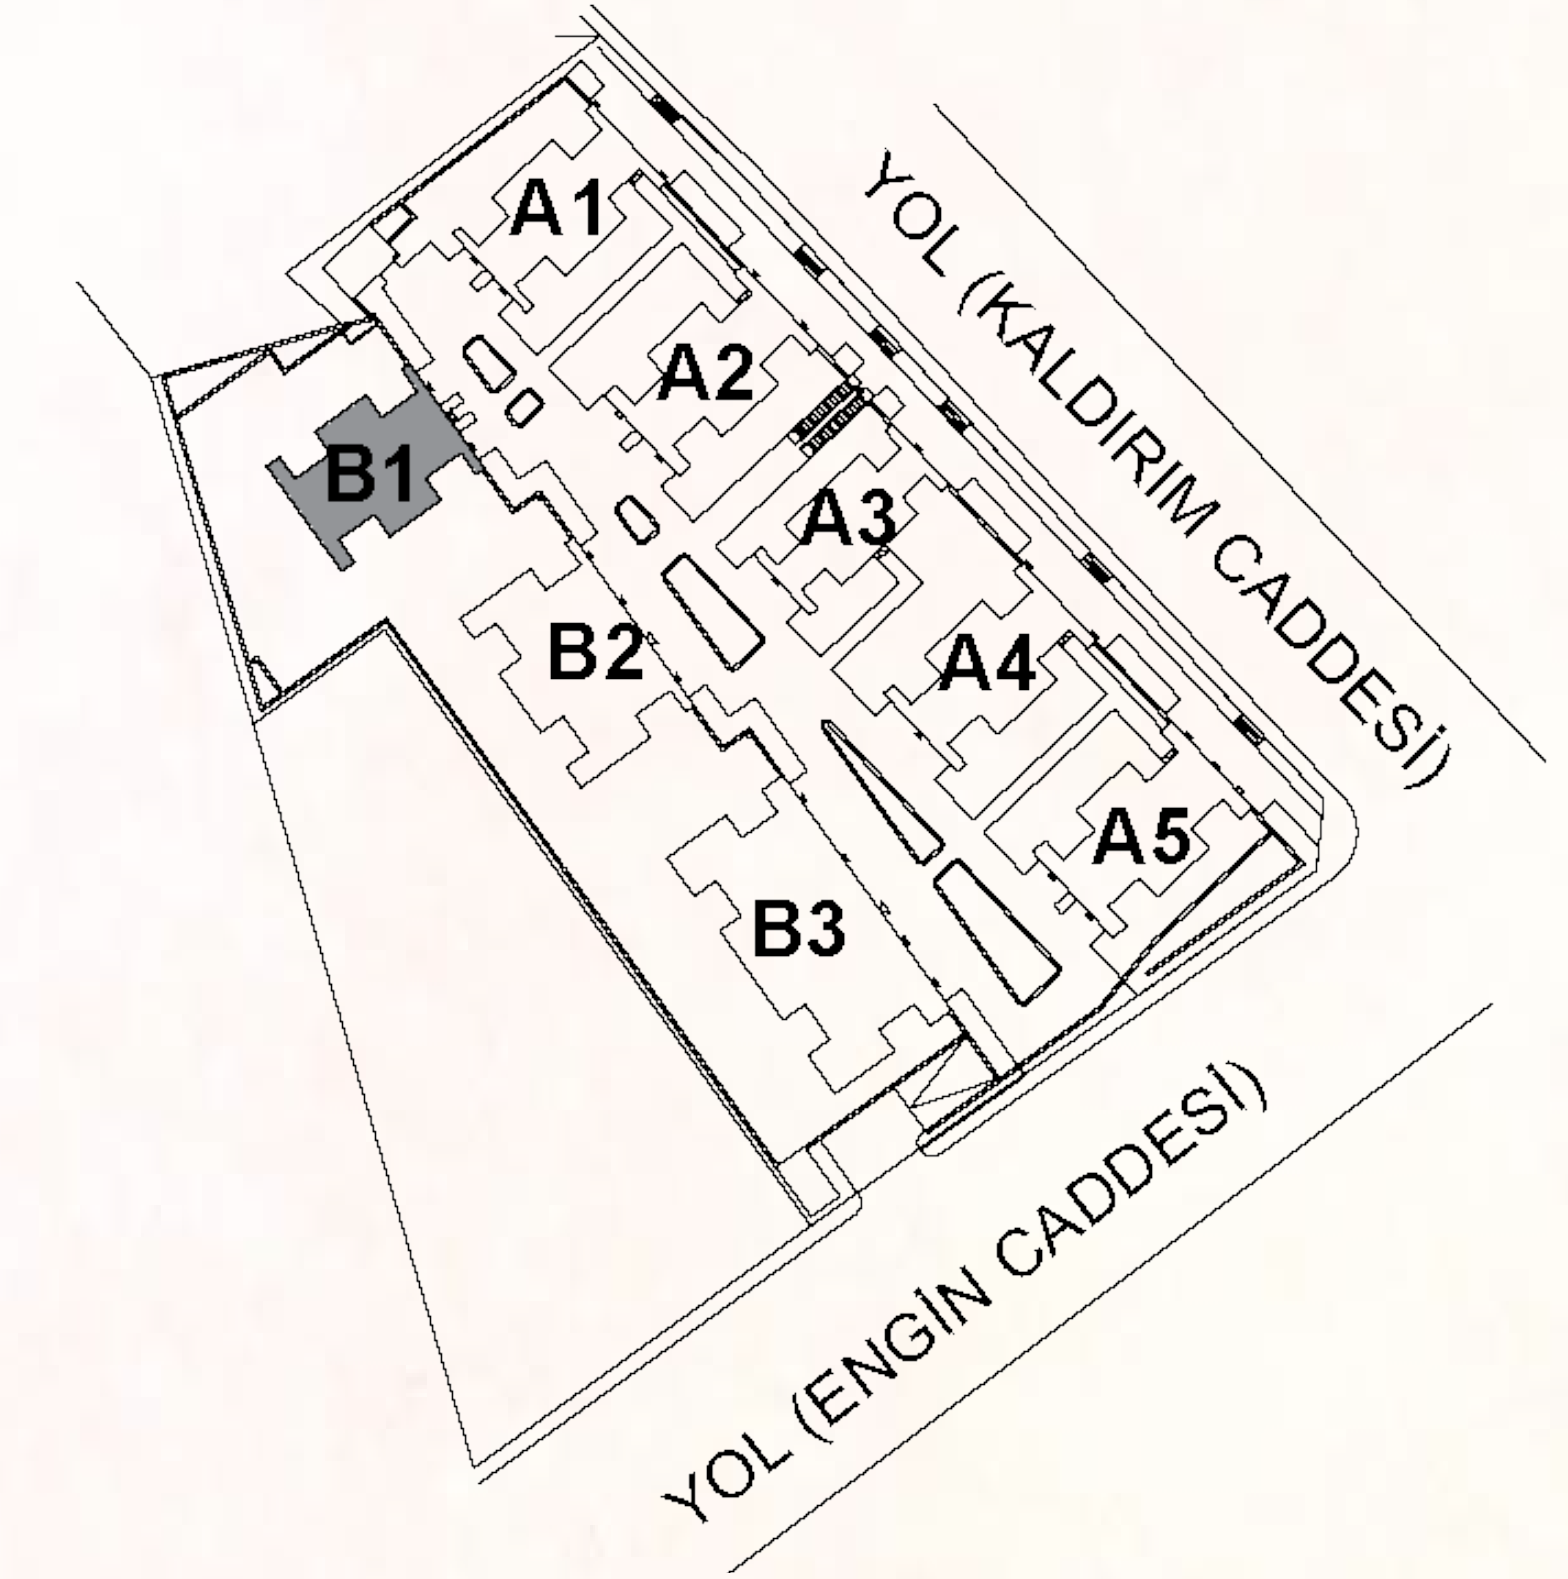 A1
YOL (KALDIRIM CADDESİ)
A2
B1
A3
B2
A4
A5
B3
YOL (ENGİN CADDESİ)